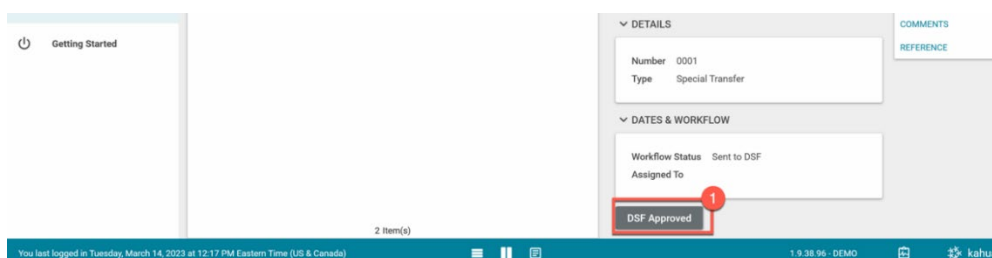 Getting Started
2 Item(s)
DETAILS
Number 0001
Type Special Transfer
DATES & WORKFLOW
Workflow Status Sent to DSF
Assigned To
1
DSF Approved
COMMENTS
REFERENCE
You last logged in Tuesday, March 14, 2023 at 12:17 PM Eastern Time (US & Canada)
1.9.38.96 - DEMO
kahu